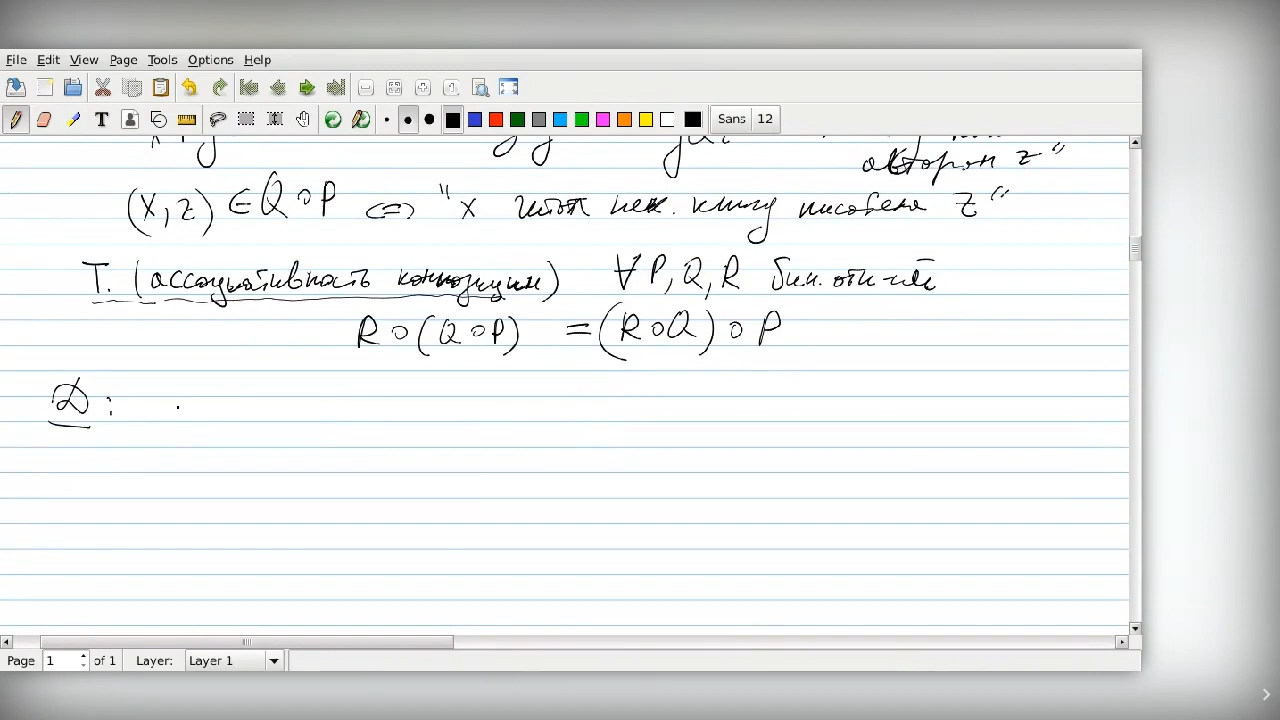 File Edit View Page Tools Options Help
Sans 12
x, y
автором z"
(x, z) ∈ Q∘P ⇔ "x читал нек. книгу писателя z"
Т. (ассоциативность композиции) ∀ P, Q, R бин. отн-ий
R∘(Q∘P) = (R∘Q)∘P
Д:
Page 1 of 1 Layer: Layer 1